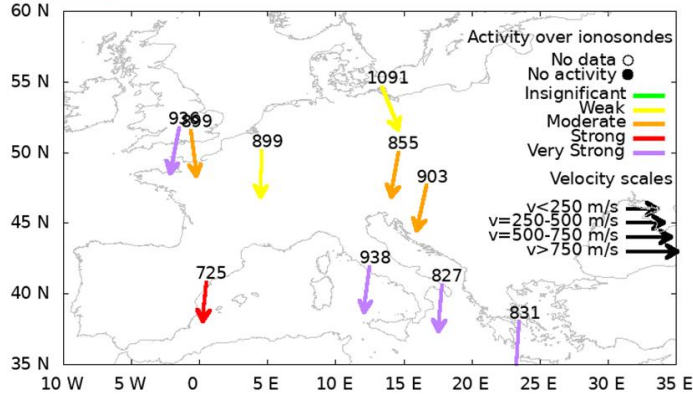 60 N
Activity over ionosondes
No data
No activity
Insignificant
Weak
Moderate
Strong
Very Strong
Velocity scales
v<250 m/s
v=250-500 m/s
v=500-750 m/s
v>750 m/s
55 N
1091
899
50 N
899
855
903
45 N
938
827
725
40 N
831
35 N
10 W
5 W
0
5 E
10 E
15 E
20 E
25 E
30 E
35 E